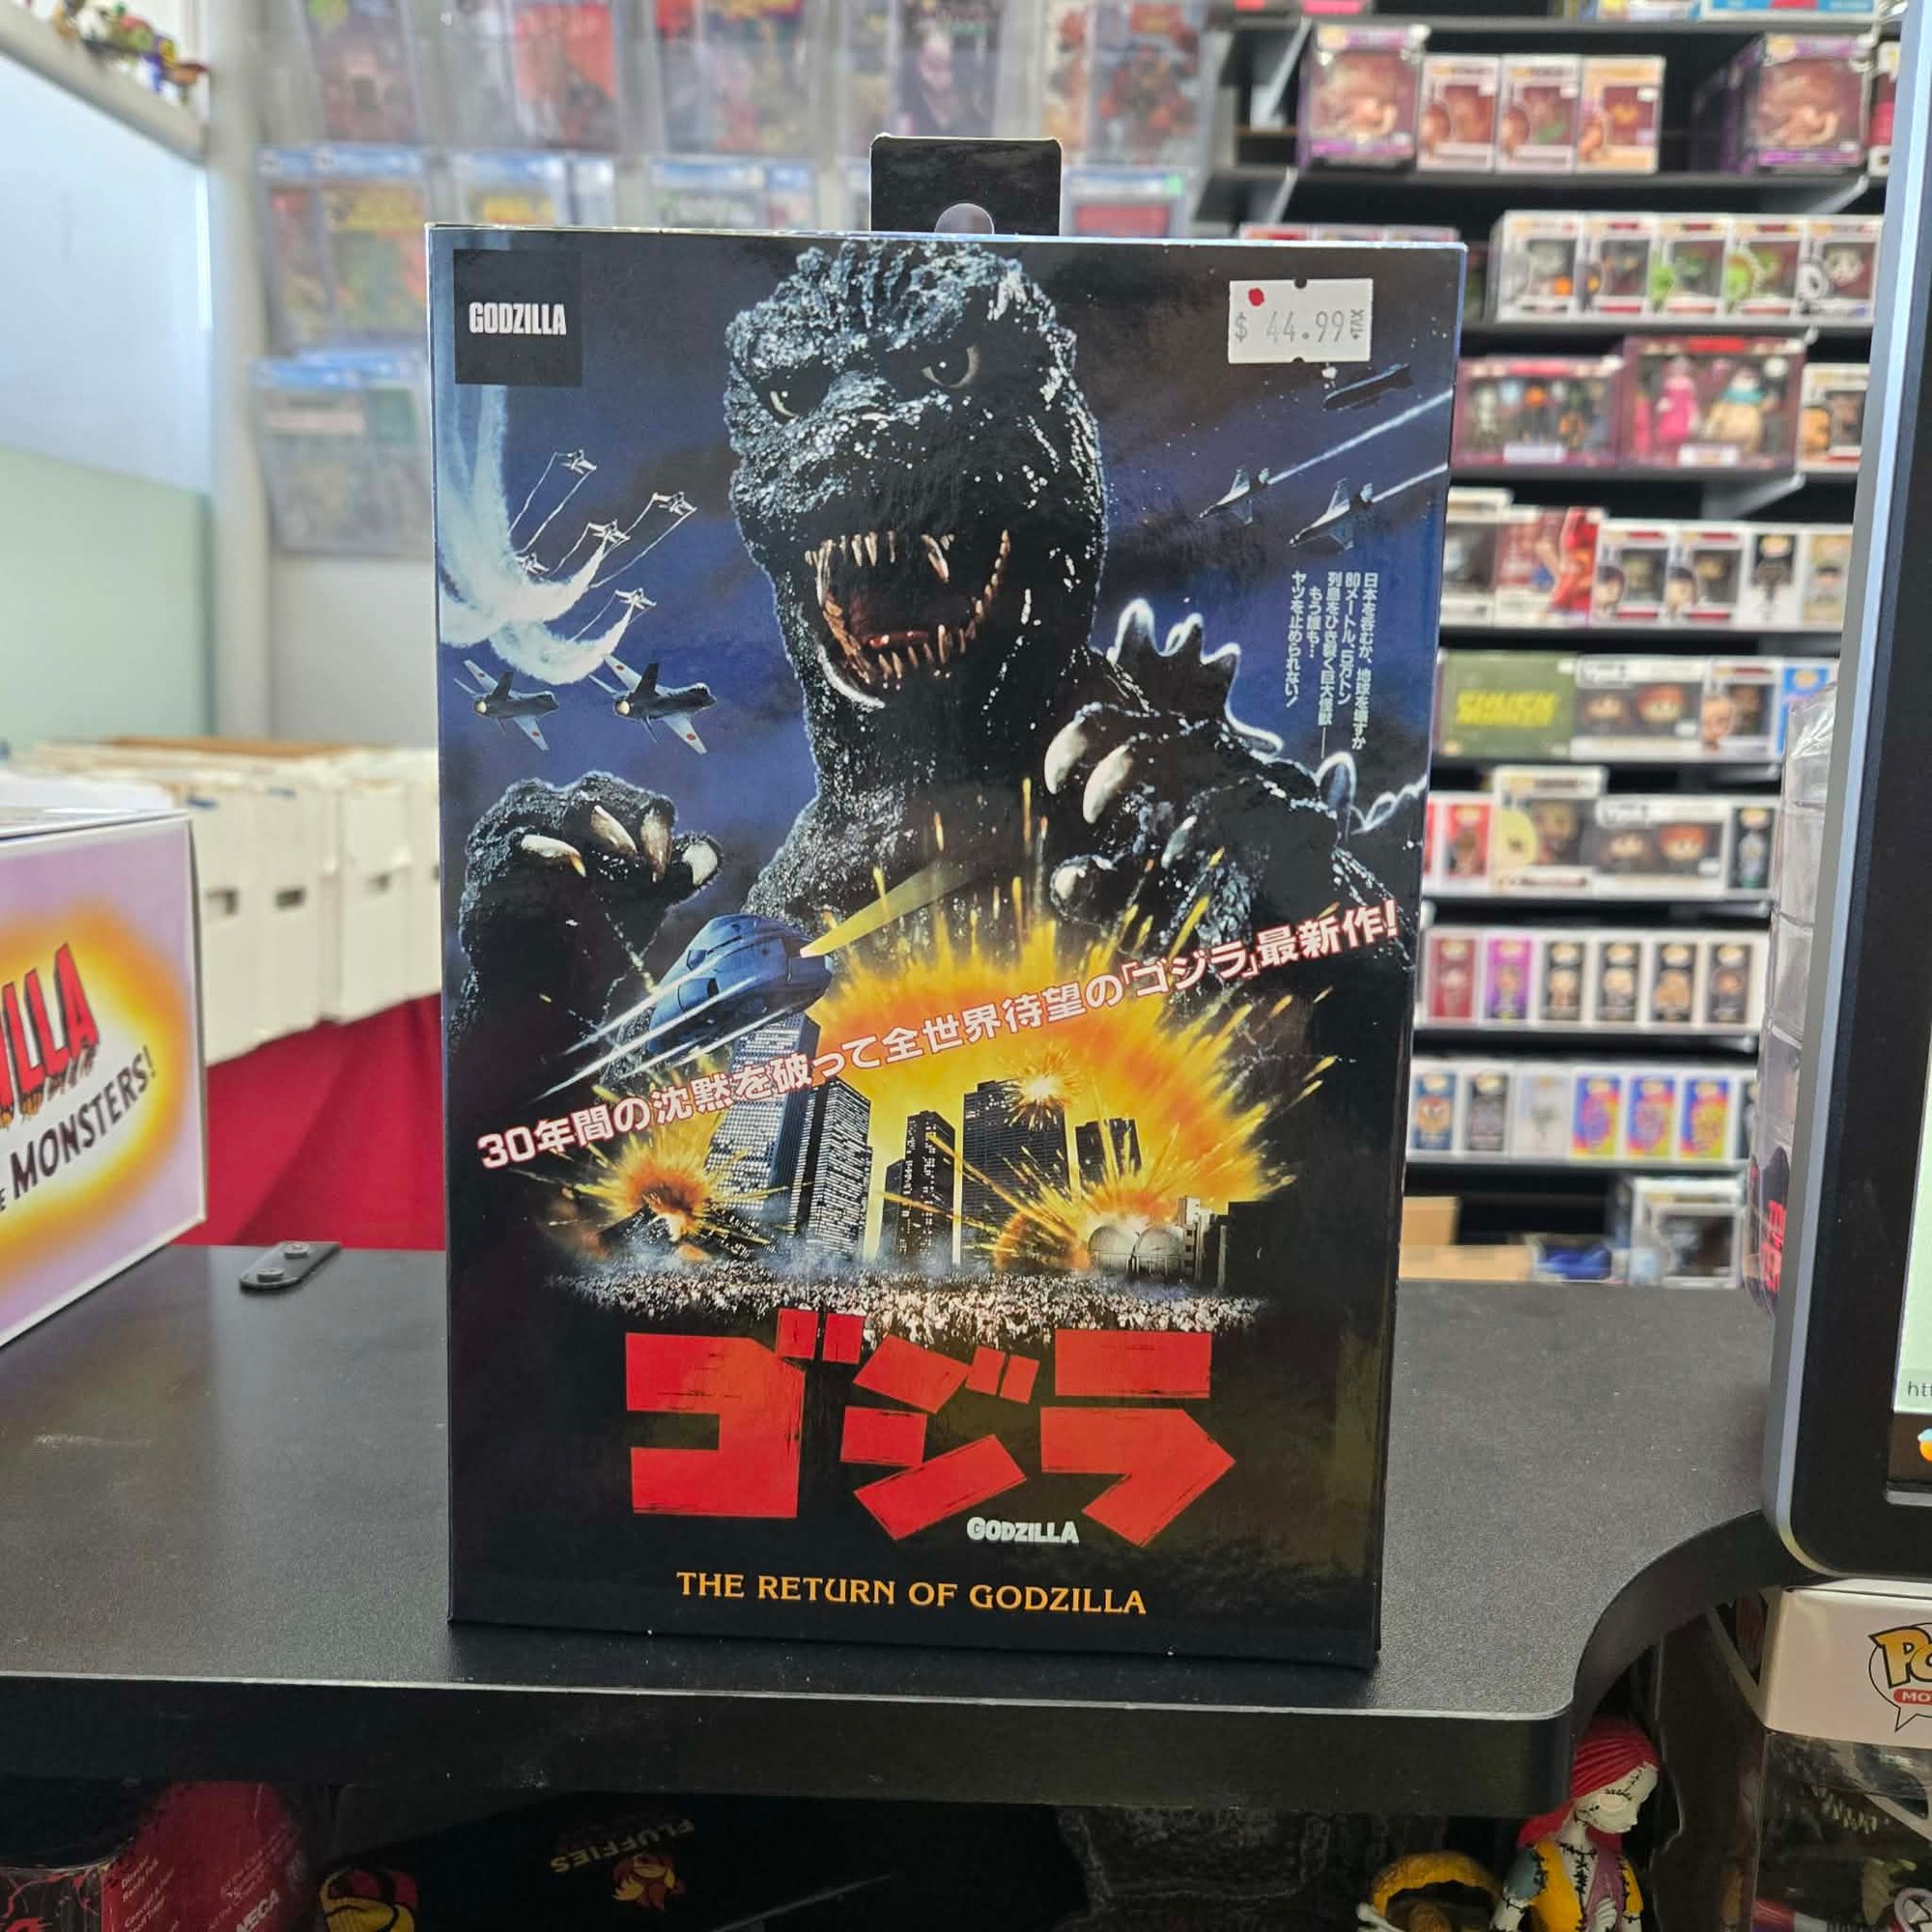 GODZILLA
$ 44.99
日本を呑むか、地球を壊すか
80メートル、5万トン
列島をひき裂く巨大怪獣──
もう誰も…
ヤツを止められない！
30年間の沈黙を破って全世界待望の「ゴジラ」最新作!
ゴジラ
GODZILLA
THE RETURN OF GODZILLA
MONSTERS!
FLUFFIES